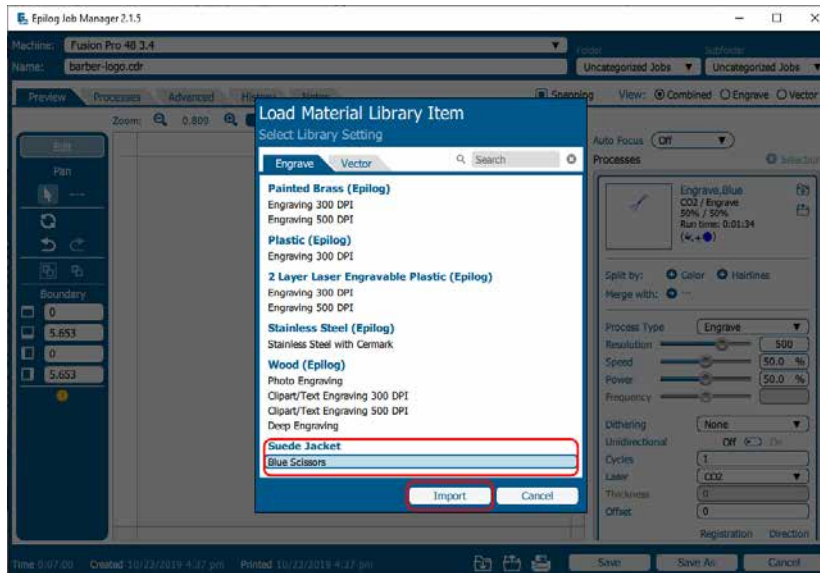 Epilog Job Manager 2.1.5
Machine: Fusion Pro 48 3.4
Folder Subfolder
Name: barber-logo.cdr Uncategorized Jobs Uncategorized Jobs
Preview Processes Advanced History Notes Snapping View: Combined Engrave Vector
Zoom: 0.809
Auto Focus Off
Edit
Pan
Boundary
0
5.653
0
5.653
Load Material Library Item
Select Library Setting
Engrave Vector Search
Painted Brass (Epilog)
Engraving 300 DPI
Engraving 500 DPI
Plastic (Epilog)
Engraving 300 DPI
2 Layer Laser Engravable Plastic (Epilog)
Engraving 300 DPI
Engraving 500 DPI
Stainless Steel (Epilog)
Stainless Steel with Cermark
Wood (Epilog)
Photo Engraving
Clipart/Text Engraving 300 DPI
Clipart/Text Engraving 500 DPI
Deep Engraving
Suede Jacket
Blue Scissors
Import Cancel
Processes
Engrave,Blue
CO2 / Engrave
50% / 50%
Run time: 0:01:34
Split by: Color Hairlines
Merge with: --
Process Type Engrave
Resolution 500
Speed 50.0 %
Power 50.0 %
Frequency
Dithering None
Unidirectional Off On
Cycles 1
Laser CO2
Thickness 0
Offset 0
Registration Direction
Time 0:07:00 Created 10/23/2019 4:37 pm Printed 10/23/2019 4:37 pm Save Save As Cancel